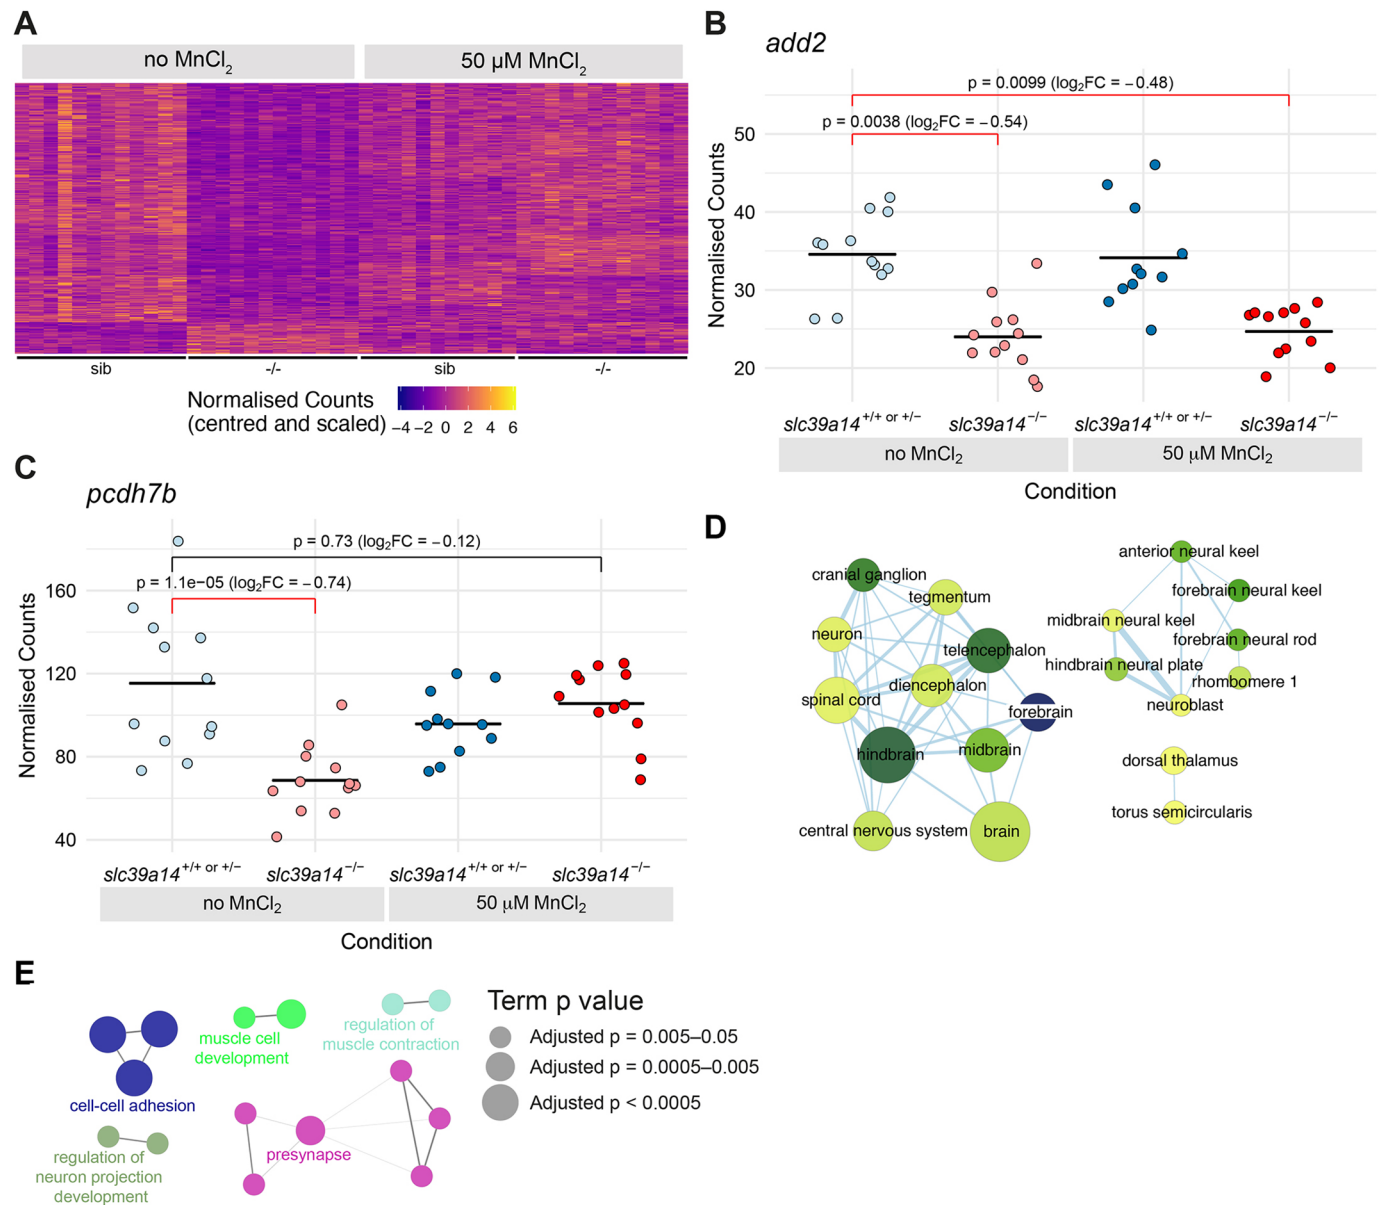 A
no MnCl2
50 μM MnCl2
sib
-/-
sib
-/-
Normalised Counts
(centred and scaled)
−4 −2 0 2 4 6
B
add2
p = 0.0099 (log2FC = −0.48)
p = 0.0038 (log2FC = −0.54)
Normalised Counts
50
40
30
20
slc39a14+/+ or +/−
slc39a14−/−
slc39a14+/+ or +/−
slc39a14−/−
no MnCl2
50 μM MnCl2
Condition
C
pcdh7b
p = 0.73 (log2FC = −0.12)
p = 1.1e−05 (log2FC = −0.74)
Normalised Counts
160
120
80
40
slc39a14+/+ or +/−
slc39a14−/−
slc39a14+/+ or +/−
slc39a14−/−
no MnCl2
50 μM MnCl2
Condition
D
cranial ganglion
tegmentum
neuron
telencephalon
diencephalon
spinal cord
forebrain
hindbrain
midbrain
central nervous system
brain
anterior neural keel
forebrain neural keel
midbrain neural keel
forebrain neural rod
hindbrain neural plate
rhombomere 1
neuroblast
dorsal thalamus
torus semicircularis
E
cell-cell adhesion
muscle cell
development
regulation of
muscle contraction
regulation of
neuron projection
development
presynapse
Term p value
Adjusted p = 0.005–0.05
Adjusted p = 0.0005–0.005
Adjusted p < 0.0005